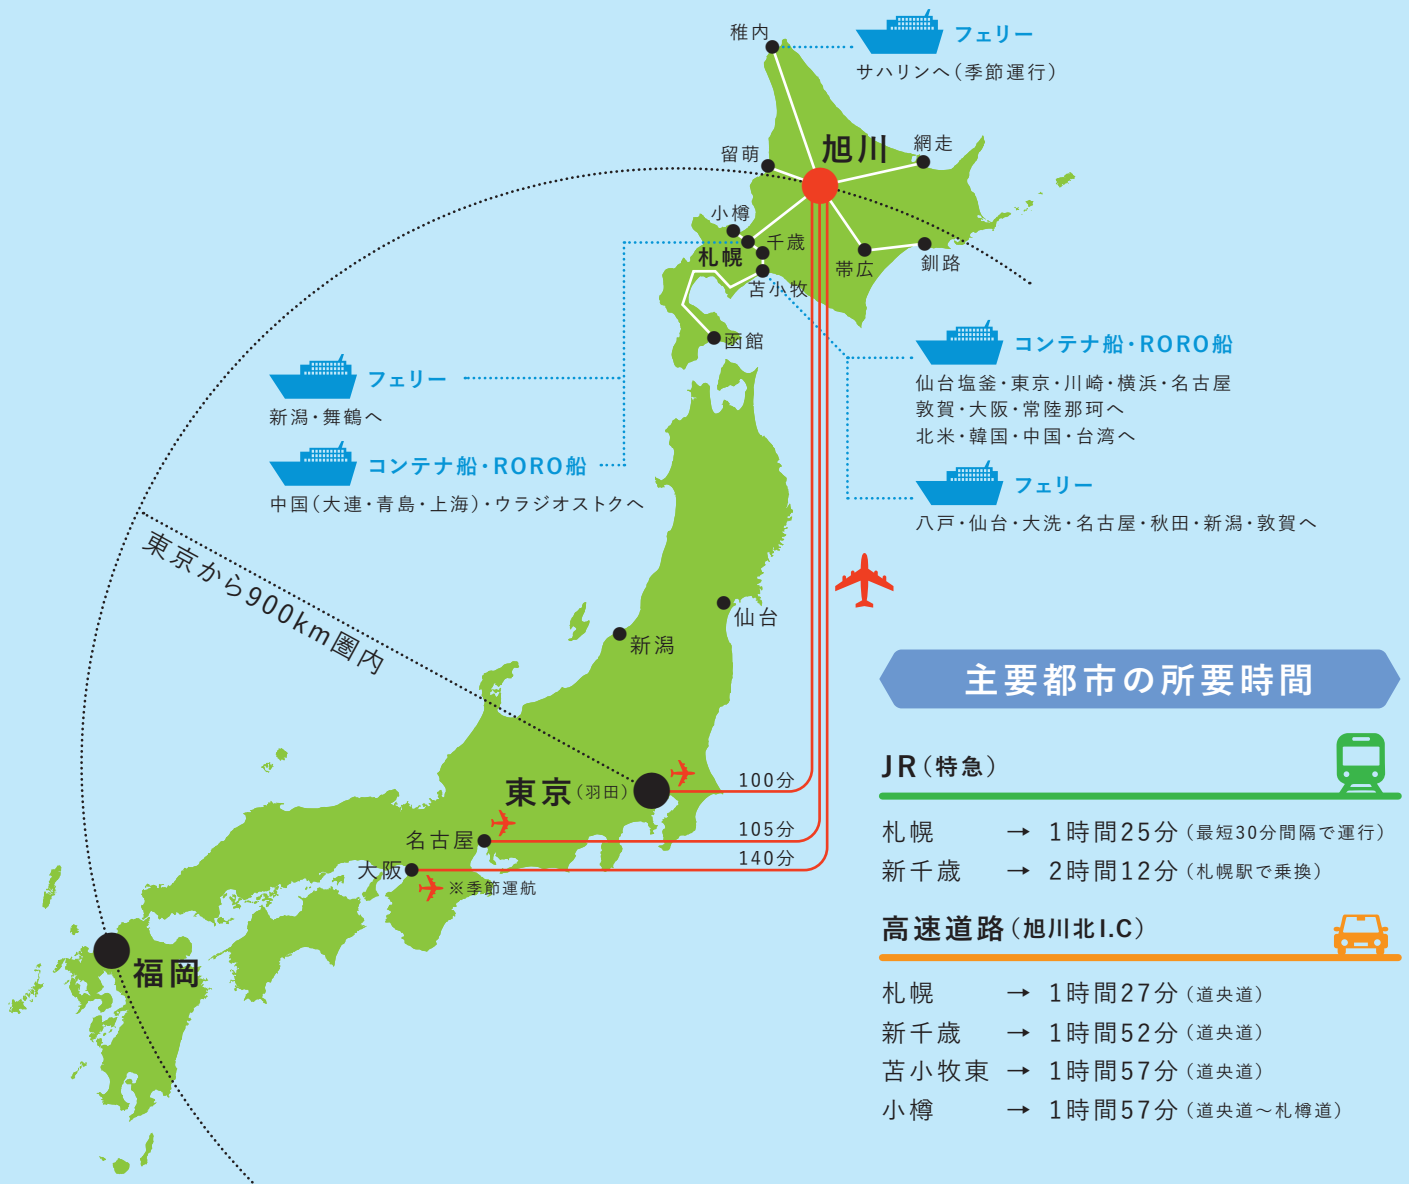 稚内
フェリー
サハリンへ（季節運行）
旭川
網走
留萌
小樽
千歳
札幌
帯広
釧路
苫小牧
函館
コンテナ船・RORO船
仙台塩釜・東京・川崎・横浜・名古屋
敦賀・大阪・常陸那珂へ
北米・韓国・中国・台湾へ
フェリー
新潟・舞鶴へ
コンテナ船・RORO船
中国（大連・青島・上海）・ウラジオストクへ
フェリー
八戸・仙台・大洗・名古屋・秋田・新潟・敦賀へ
東京から900km圏内
仙台
新潟
東京（羽田）
100分
名古屋
105分
大阪
140分
※季節運航
福岡
主要都市の所要時間
JR（特急）
札幌 → 1時間25分（最短30分間隔で運行）
新千歳 → 2時間12分（札幌駅で乗換）
高速道路（旭川北I.C）
札幌 → 1時間27分（道央道）
新千歳 → 1時間52分（道央道）
苫小牧東 → 1時間57分（道央道）
小樽 → 1時間57分（道央道～札樽道）